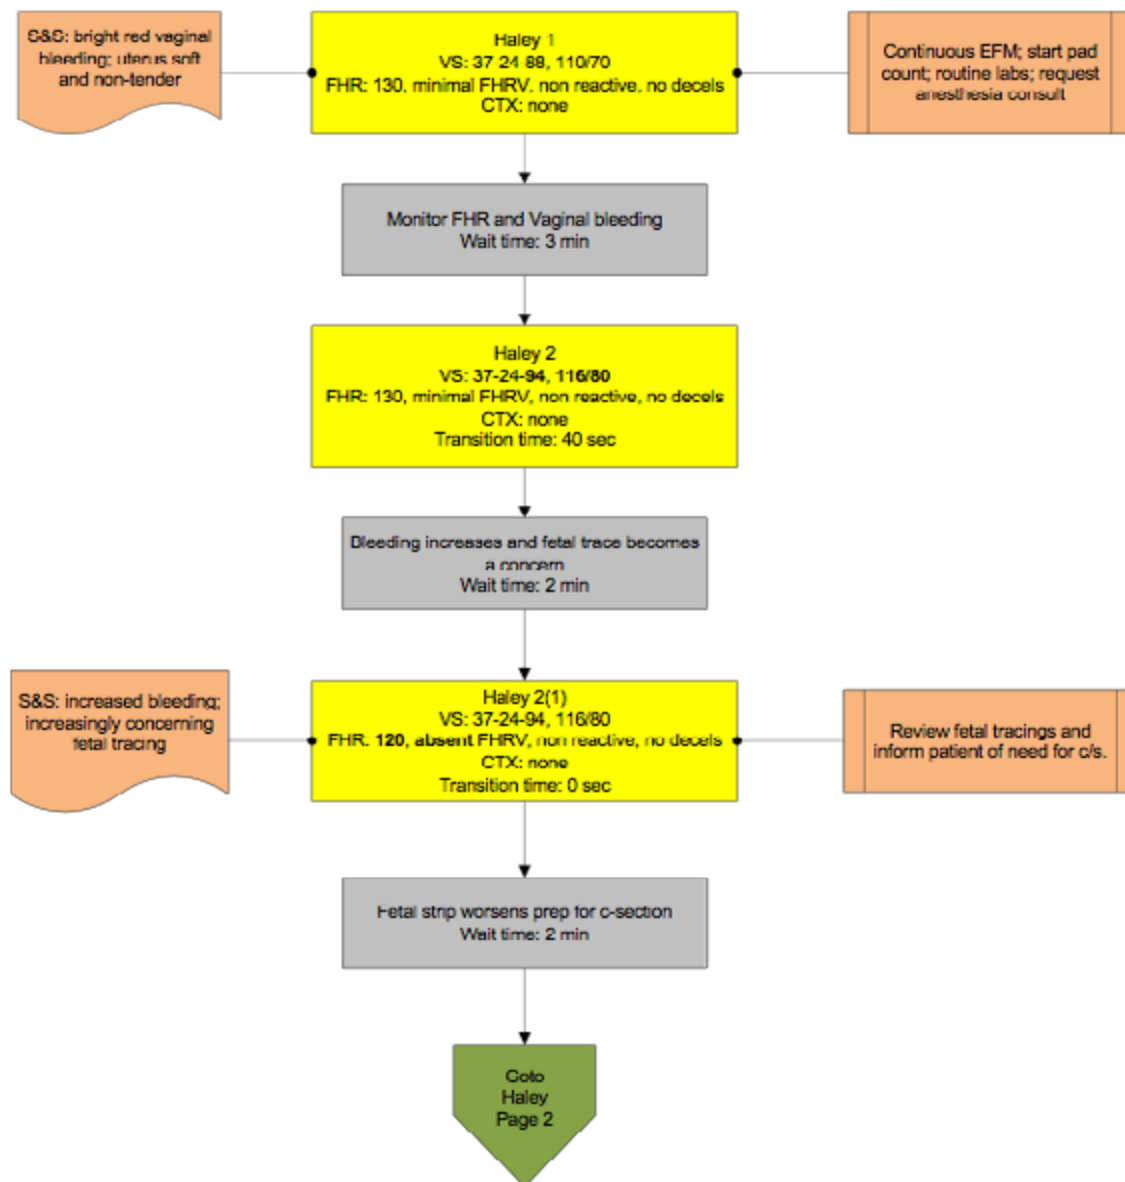 S&S: bright red vaginal
bleeding; uterus soft
and non-tender
Haley 1
VS: 37-24-88, 110/70
FHR: 130, minimal FHRV, non reactive, no decels
CTX: none
Continuous EFM; start pad
count; routine labs; request
anesthesia consult
Monitor FHR and Vaginal bleeding
Wait time: 3 min
Haley 2
VS: 37-24-94, 116/80
FHR: 130, minimal FHRV, non reactive, no decels
CTX: none
Transition time: 40 sec
Bleeding increases and fetal trace becomes
a concern
Wait time: 2 min
S&S: increased bleeding;
increasingly concerning
fetal tracing
Haley 2(1)
VS: 37-24-94, 116/80
FHR: 120, absent FHRV, non reactive, no decels
CTX: none
Transition time: 0 sec
Review fetal tracings and
inform patient of need for c/s.
Fetal strip worsens prep for c-section
Wait time: 2 min
Goto
Haley
Page 2